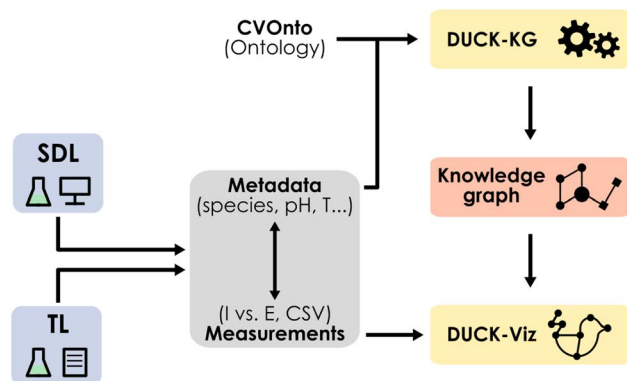 CVOnto
(Ontology)
DUCK-KG
SDL
Metadata
(species, pH, T...)
Knowledge
graph
TL
(I vs. E, CSV)
Measurements
DUCK-Viz